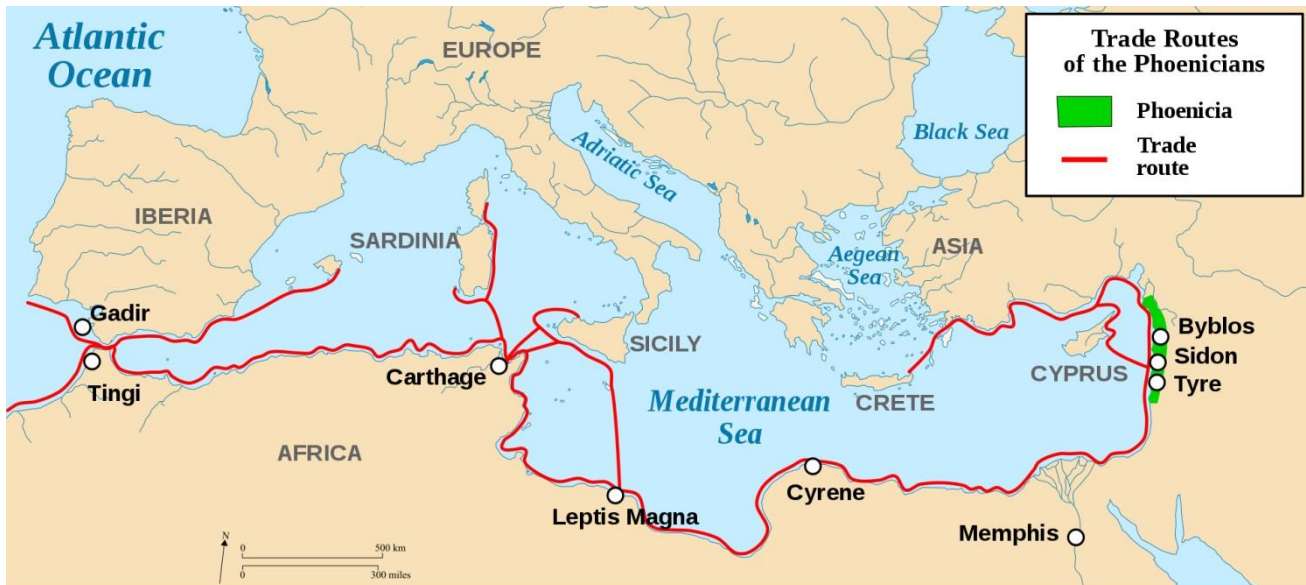 Atlantic
Ocean
EUROPE
Trade Routes
of the Phoenicians
Phoenicia
Trade
route
Black Sea
Adriatic Sea
IBERIA
SARDINIA
Aegean
Sea
ASIA
Gadir
Tingi
Carthage
SICILY
CRETE
CYPRUS
Byblos
Sidon
Tyre
Mediterranean
Sea
AFRICA
Leptis Magna
Cyrene
Memphis
N
0
500 km
0
300 miles